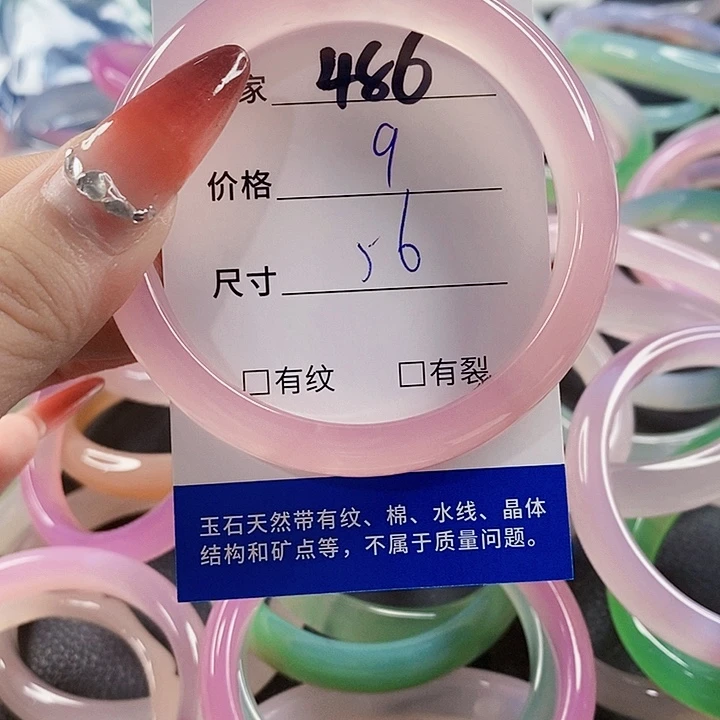 家 486
价格 9
尺寸 56
□有纹 □有裂
玉石天然带有纹、棉、水线、晶体
结构和矿点等，不属于质量问题。